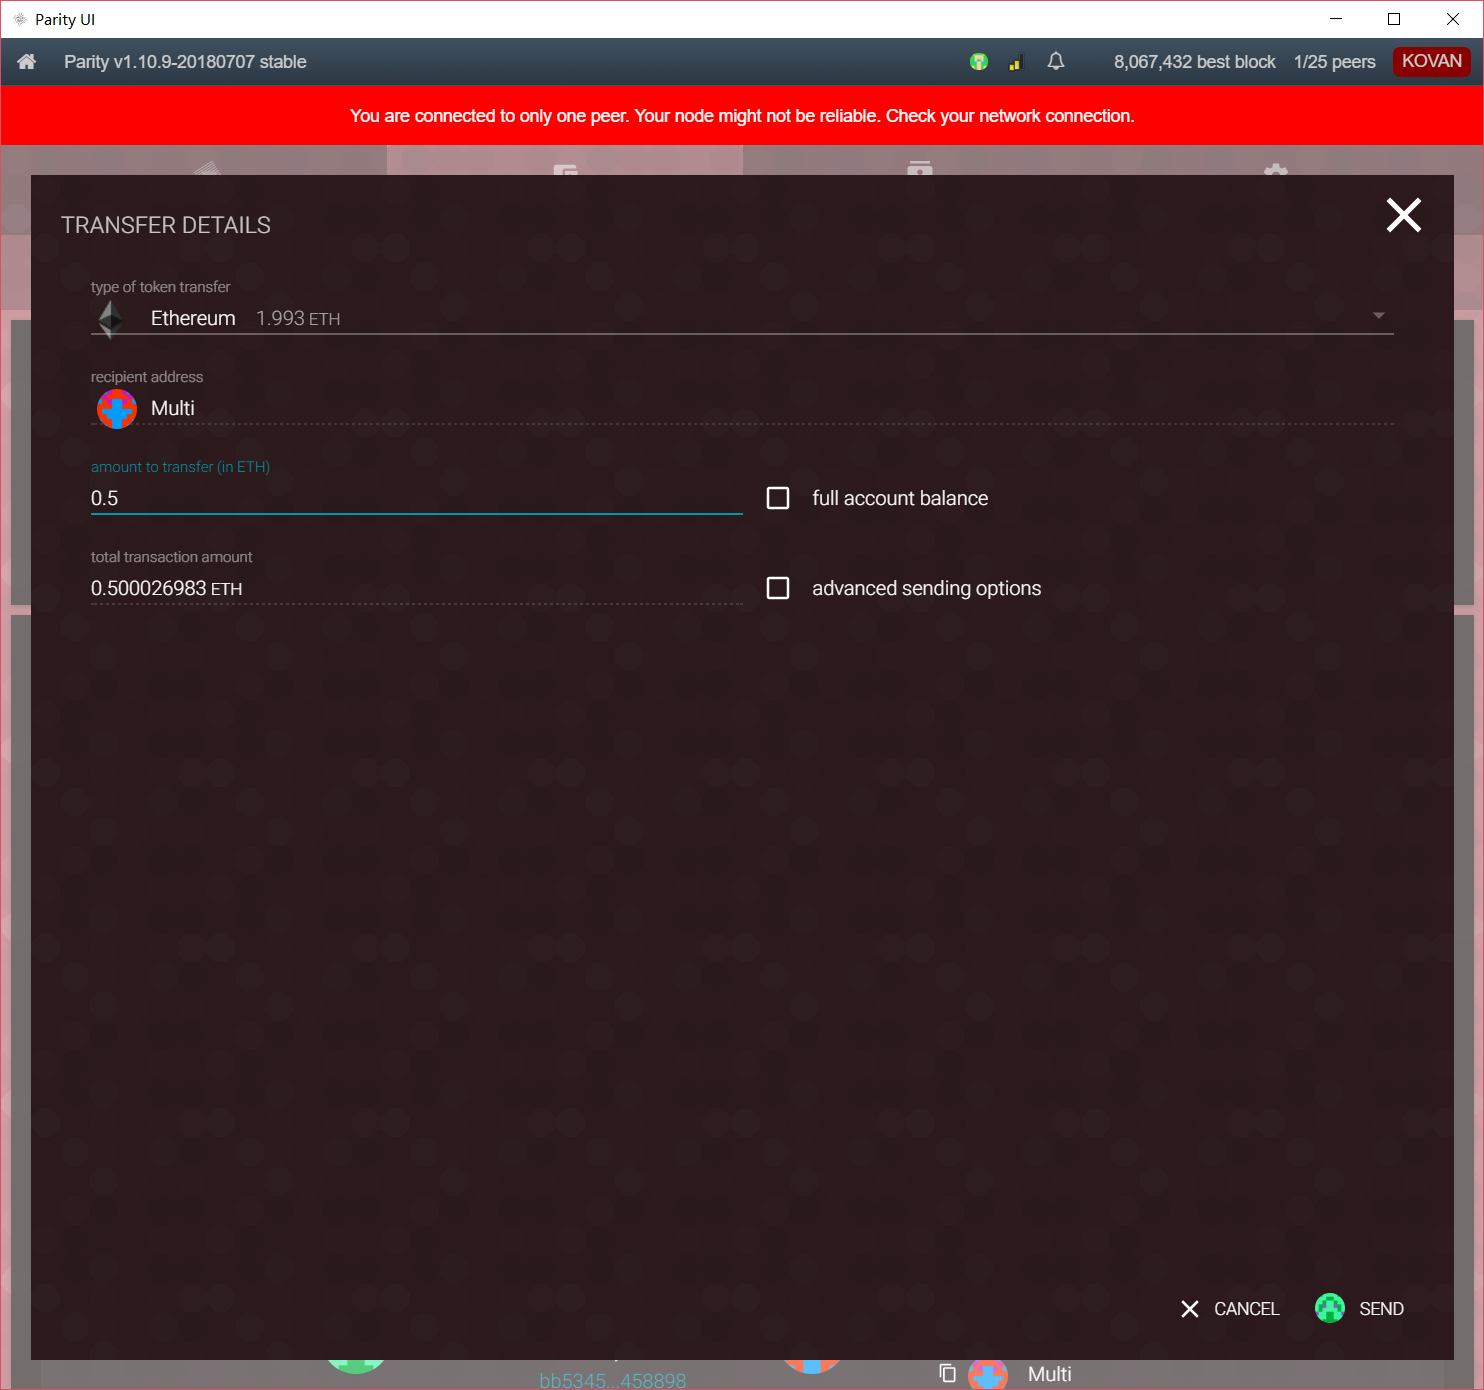 Parity UI
Parity v1.10.9-20180707 stable
8,067,432 best block
1/25 peers
KOVAN
You are connected to only one peer. Your node might not be reliable. Check your network connection.
TRANSFER DETAILS
type of token transfer
Ethereum 1.993 ETH
recipient address
Multi
amount to transfer (in ETH)
0.5
full account balance
total transaction amount
0.500026983 ETH
advanced sending options
CANCEL
SEND
bb5345...458898
Multi